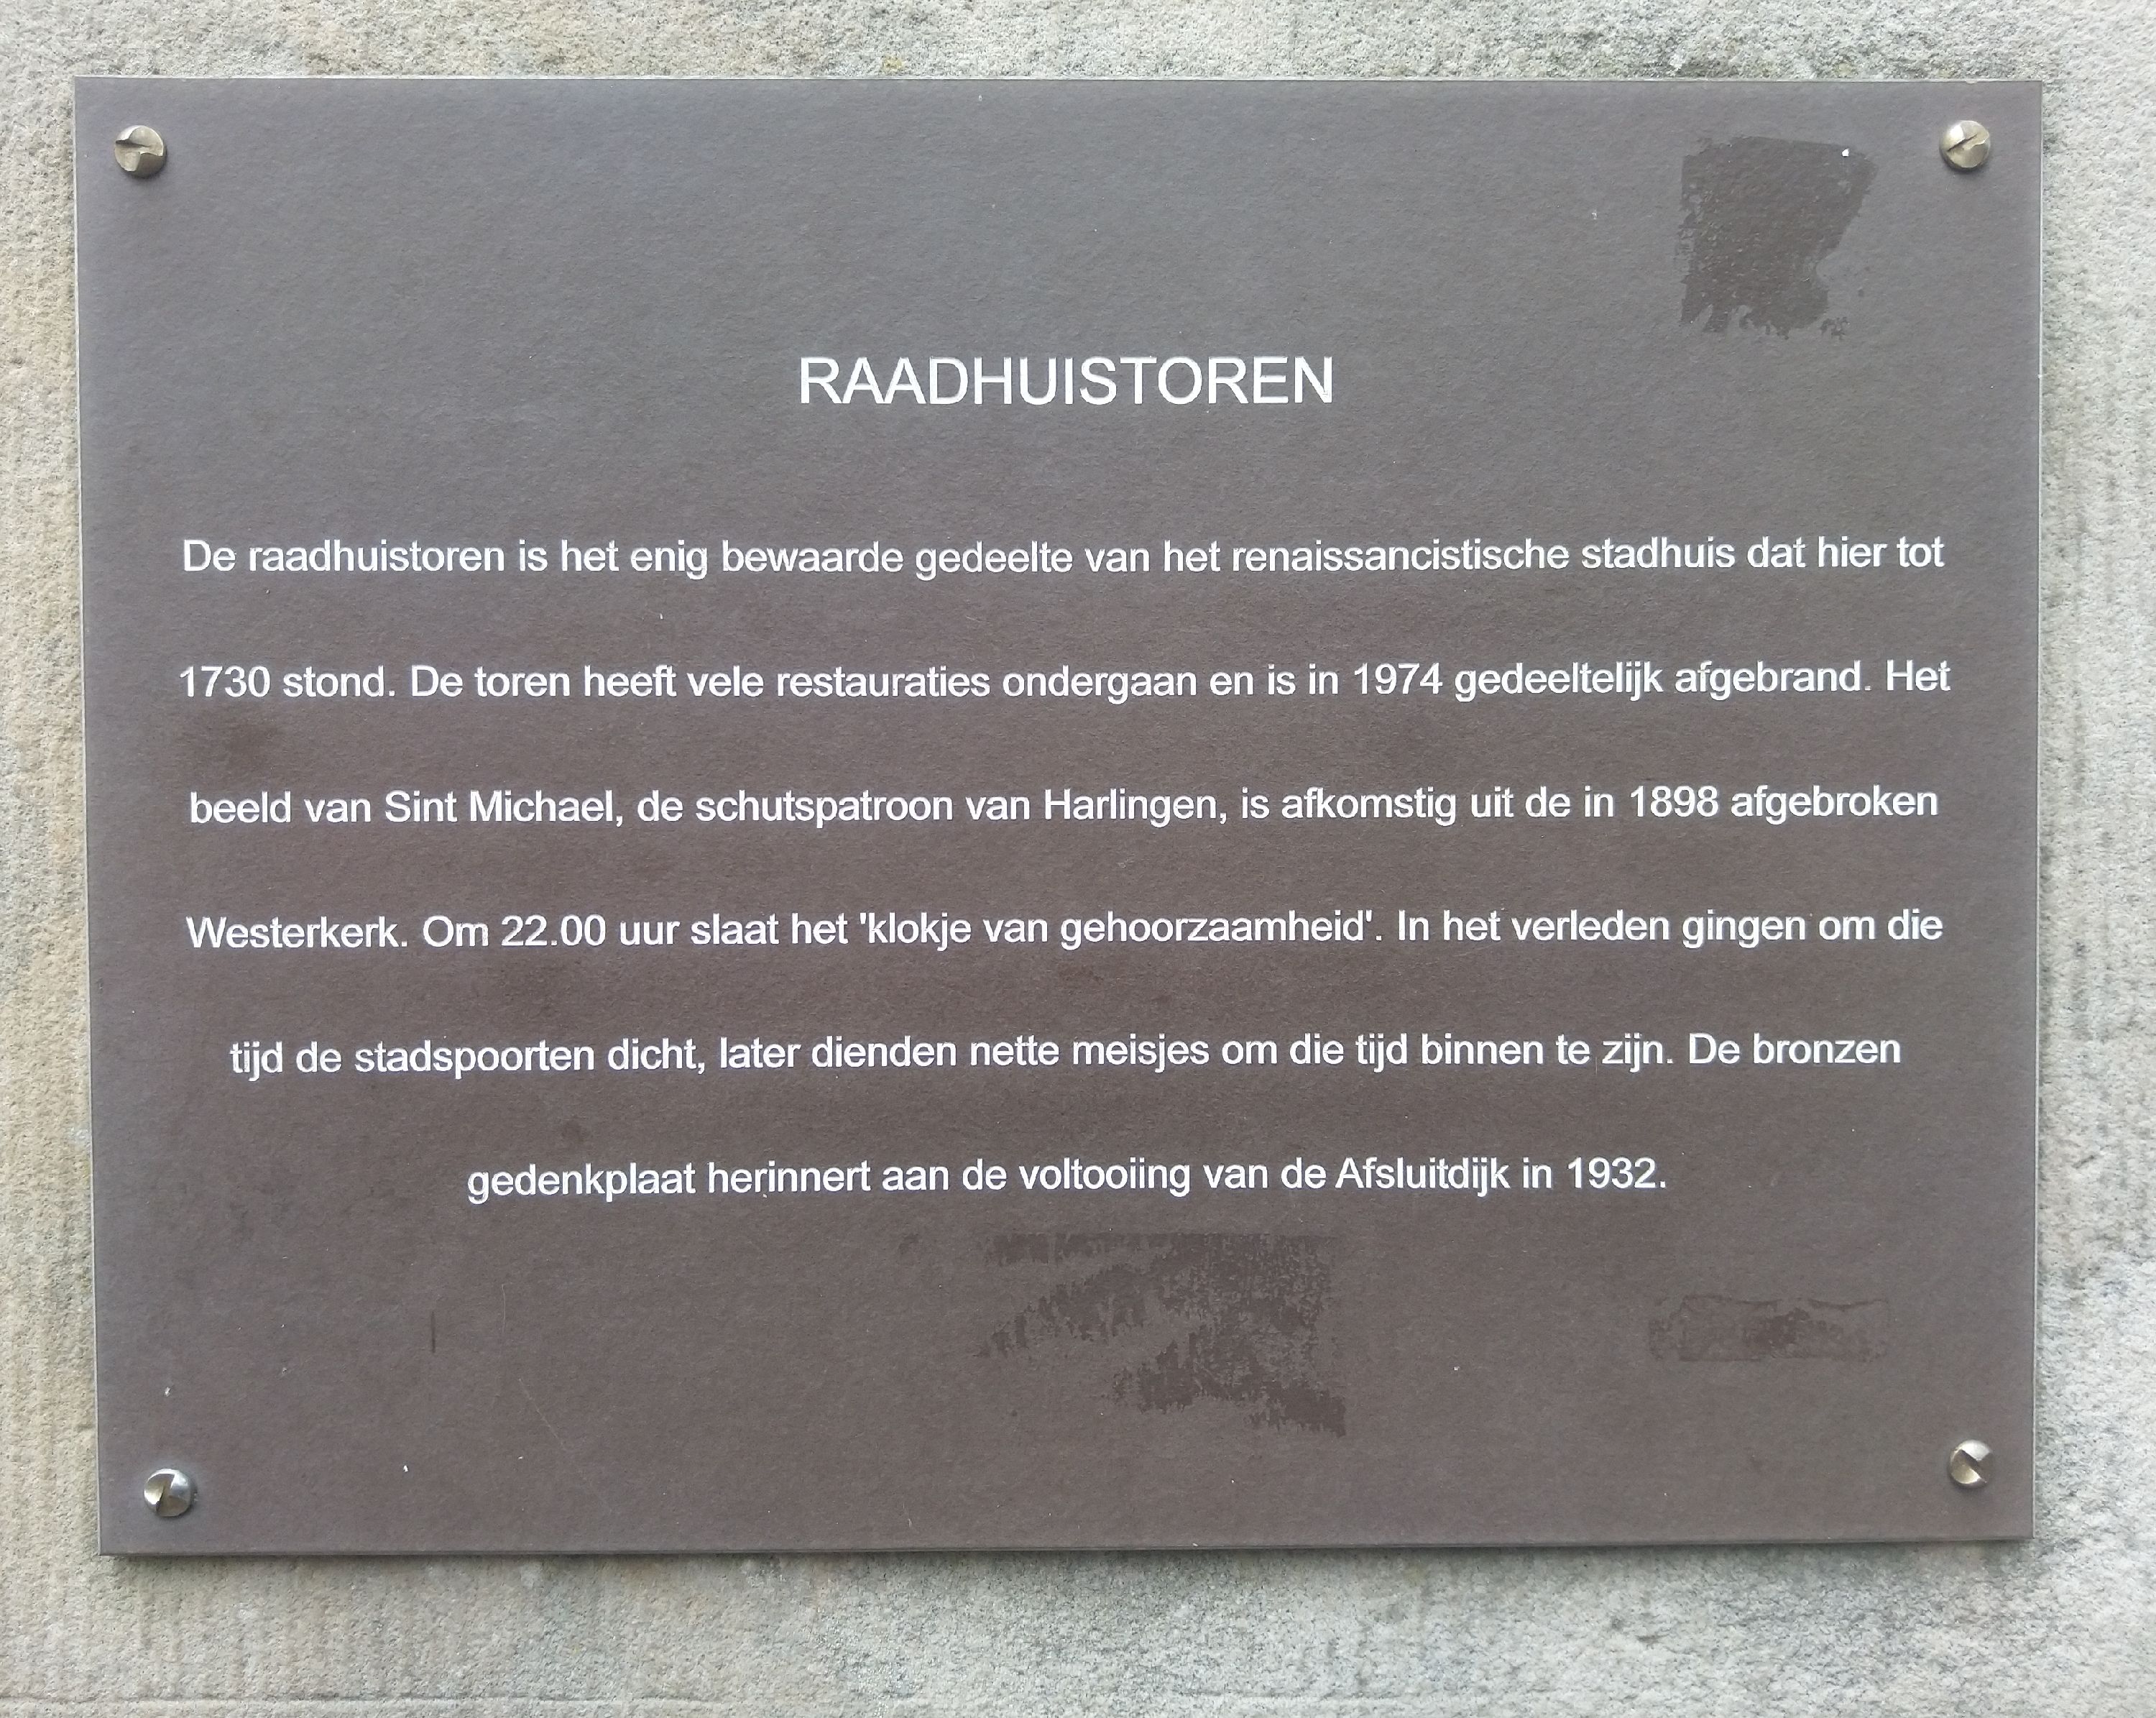 RAADHUISTOREN
De raadhuistoren is het enig bewaarde gedeelte van het renaissancistische stadhuis dat hier tot
1730 stond. De toren heeft vele restauraties ondergaan en is in 1974 gedeeltelijk afgebrand. Het
beeld van Sint Michael, de schutspatroon van Harlingen, is afkomstig uit de in 1898 afgebroken
Westerkerk. Om 22.00 uur slaat het 'klokje van gehoorzaamheid'. In het verleden gingen om die
tijd de stadspoorten dicht, later dienden nette meisjes om die tijd binnen te zijn. De bronzen
gedenkplaat herinnert aan de voltooiing van de Afsluitdijk in 1932.